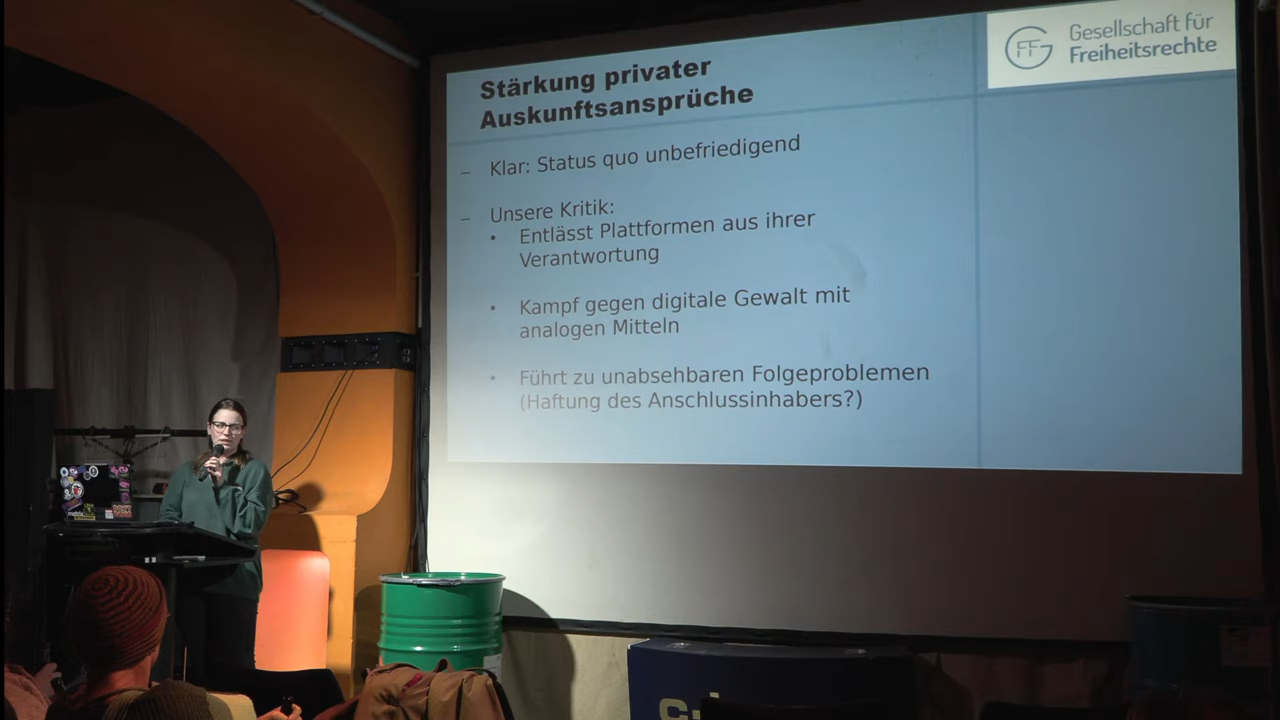 Stärkung privater
Auskunftsansprüche
GFF
Gesellschaft für
Freiheitsrechte
– Klar: Status quo unbefriedigend
– Unsere Kritik:
• Entlässt Plattformen aus ihrer
Verantwortung
• Kampf gegen digitale Gewalt mit
analogen Mitteln
• Führt zu unabsehbaren Folgeproblemen
(Haftung des Anschlussinhabers?)